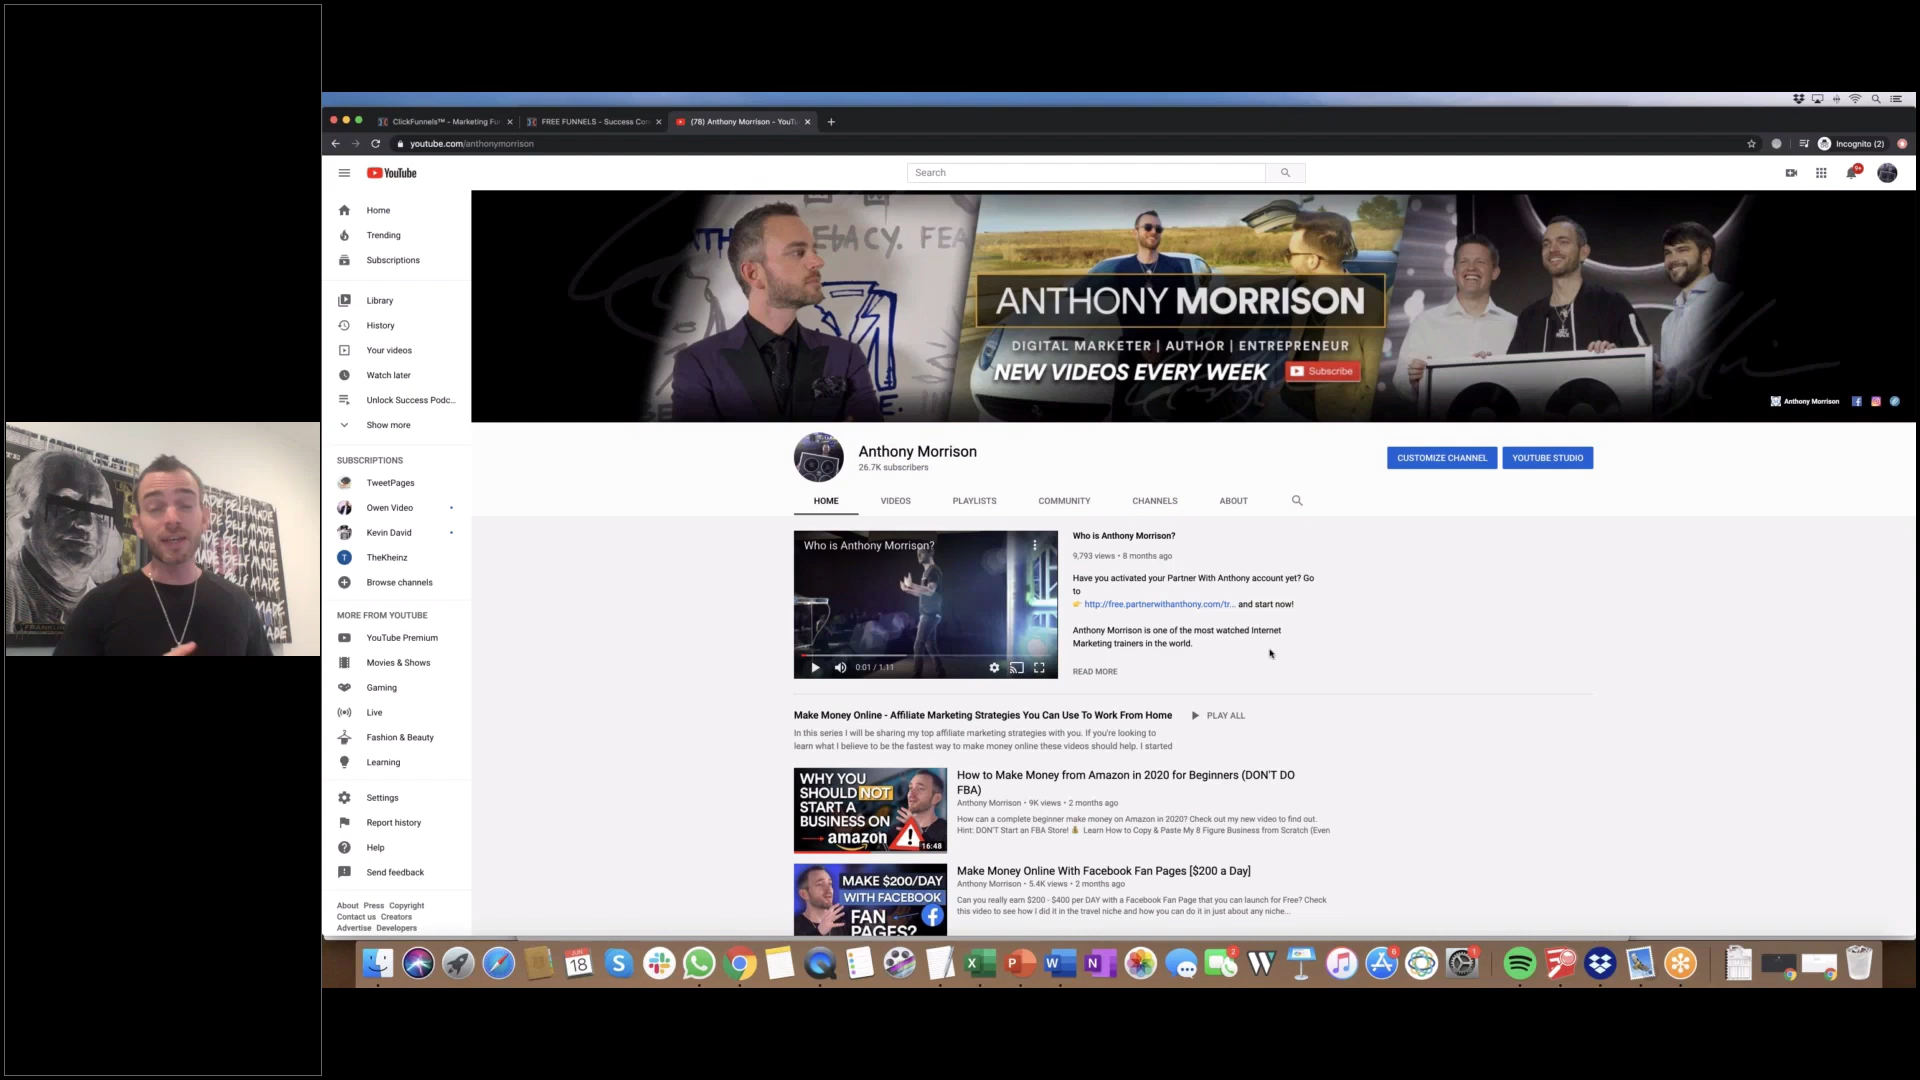 ClickFunnels™ - Marketing Fu
FREE FUNNELS - Success Con
(78) Anthony Morrison - YouTu
youtube.com/anthonymorrison
Incognito (2)
YouTube
Search
9+
Home
Trending
Subscriptions
Library
History
Your videos
Watch later
Unlock Success Podc...
Show more
SUBSCRIPTIONS
TweetPages
Owen Video
Kevin David
T
TheKheinz
Browse channels
MORE FROM YOUTUBE
YouTube Premium
Movies & Shows
Gaming
Live
Fashion & Beauty
Learning
Settings
Report history
Help
Send feedback
About Press Copyright
Contact us Creators
Advertise Developers
ACY. FEA
ANTHONY MORRISON
DIGITAL MARKETER | AUTHOR | ENTREPRENEUR
NEW VIDEOS EVERY WEEK
Subscribe
Anthony Morrison
Anthony Morrison
26.7K subscribers
CUSTOMIZE CHANNEL
YOUTUBE STUDIO
HOME
VIDEOS
PLAYLISTS
COMMUNITY
CHANNELS
ABOUT
Who is Anthony Morrison?
0:01 / 1:11
Who is Anthony Morrison?
9,793 views • 8 months ago
Have you activated your Partner With Anthony account yet? Go
to
👉 http://free.partnerwithanthony.com/tr... and start now!
Anthony Morrison is one of the most watched Internet
Marketing trainers in the world.
READ MORE
Make Money Online - Affiliate Marketing Strategies You Can Use To Work From Home
PLAY ALL
In this series I will be sharing my top affiliate marketing strategies with you. If you're looking to
learn what I believe to be the fastest way to make money online these videos should help. I started
WHY YOU
SHOULD NOT
START A
BUSINESS ON
amazon
16:48
How to Make Money from Amazon in 2020 for Beginners (DON'T DO
FBA)
Anthony Morrison • 9K views • 2 months ago
How can a complete beginner make money on Amazon in 2020? Check out my new video to find out.
Hint: DON'T Start an FBA Store! 💰 Learn How to Copy & Paste My 8 Figure Business from Scratch (Even
MAKE $200/DAY
WITH FACEBOOK
FAN
PAGES?
Make Money Online With Facebook Fan Pages [$200 a Day]
Anthony Morrison • 5.4K views • 2 months ago
Can you really earn $200 - $400 per DAY with a Facebook Fan Page that you can launch for Free? Check
this video to see how I did it in the travel niche and how you can do it in just about any niche...
JUN
18
SELF MADE
FRANKLIN